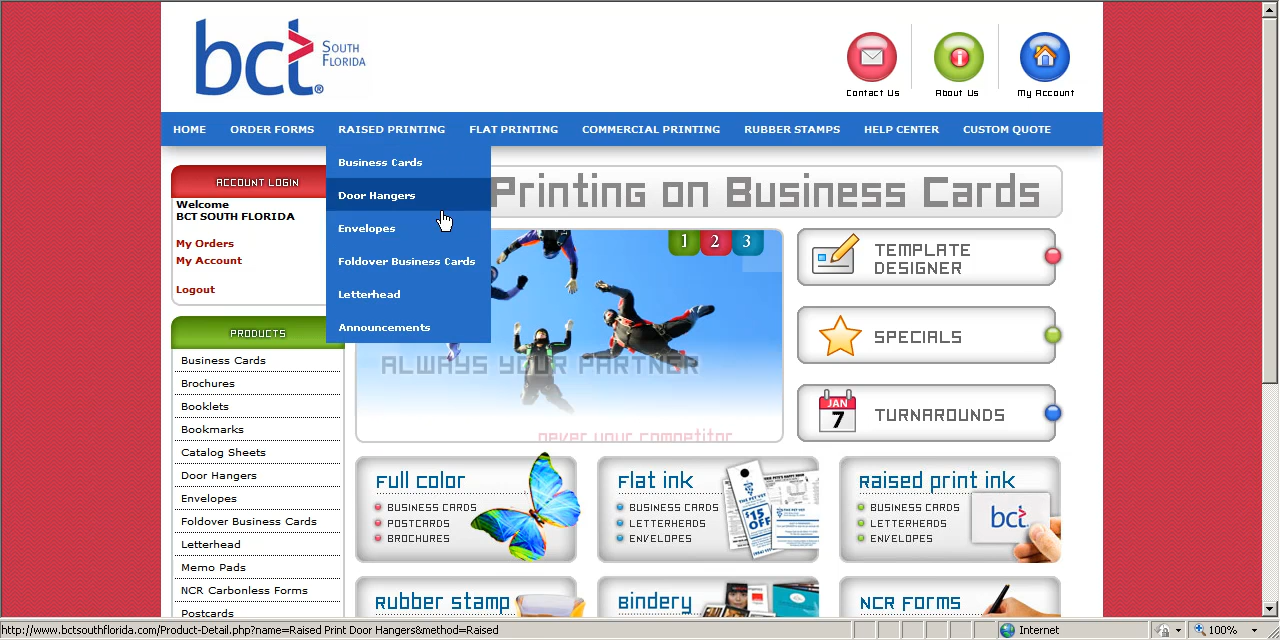 bct® SOUTH FLORIDA
Contact Us
About Us
My Account
HOME ORDER FORMS RAISED PRINTING FLAT PRINTING COMMERCIAL PRINTING RUBBER STAMPS HELP CENTER CUSTOM QUOTE
Business Cards
Door Hangers
Envelopes
Foldover Business Cards
Letterhead
Announcements
ACCOUNT LOGIN
Welcome
BCT SOUTH FLORIDA
My Orders
My Account
Logout
PRODUCTS
Business Cards
Brochures
Booklets
Bookmarks
Catalog Sheets
Door Hangers
Envelopes
Foldover Business Cards
Letterhead
Memo Pads
NCR Carbonless Forms
Postcards
Printing on Business Cards
1 2 3
ALWAYS YOUR PARTNER
never your competitor
TEMPLATE
DESIGNER
SPECIALS
JAN
7
TURNAROUNDS
Full color
BUSINESS CARDS
POSTCARDS
BROCHURES
Flat ink
BUSINESS CARDS
LETTERHEADS
ENVELOPES
THE PET VET
$15
OFF
Raised print ink
BUSINESS CARDS
LETTERHEADS
ENVELOPES
bct
Rubber stamp
Bindery
NCR Forms
http://www.bctsouthflorida.com/Product-Detail.php?name=Raised Print Door Hangers&method=Raised
Internet
100%